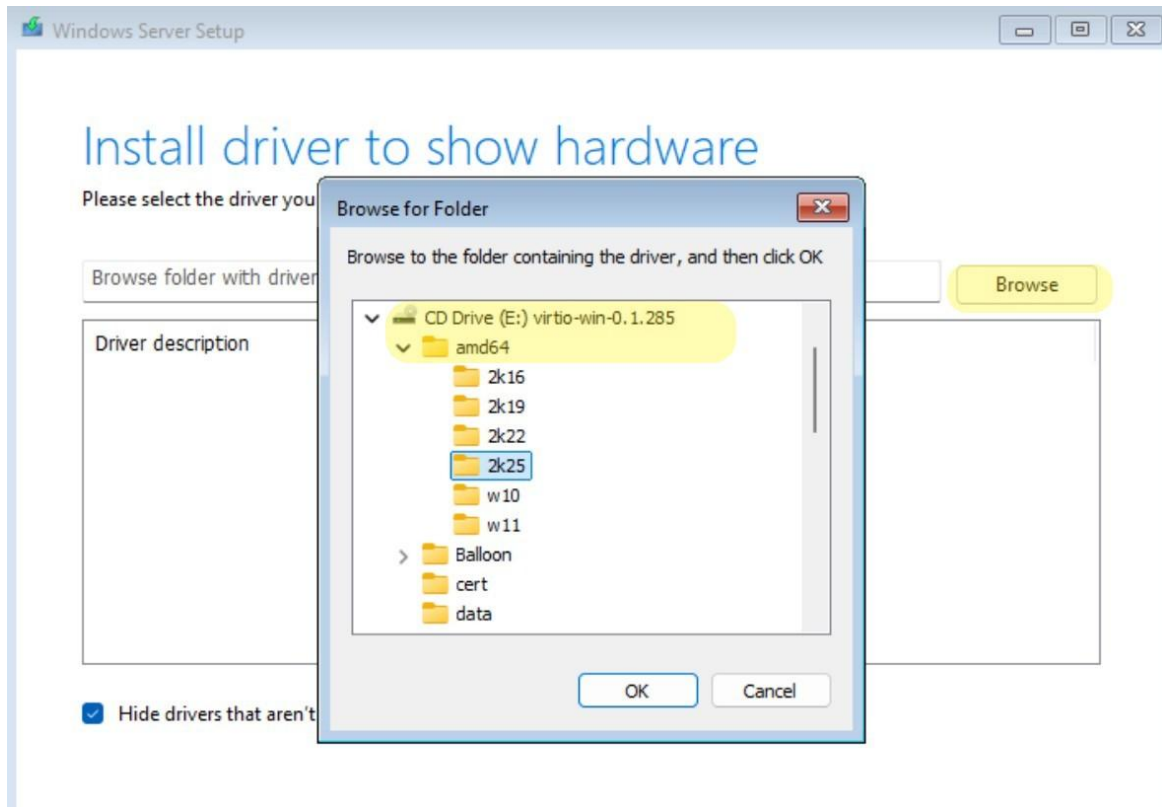 Windows Server Setup
Install driver to show hardware
Please select the driver you
Browse for Folder
Browse to the folder containing the driver, and then click OK
Browse folder with driver
Browse
CD Drive (E:) virtio-win-0.1.285
Driver description
amd64
2k16
2k19
2k22
2k25
w10
w11
Balloon
cert
data
OK
Cancel
Hide drivers that aren't